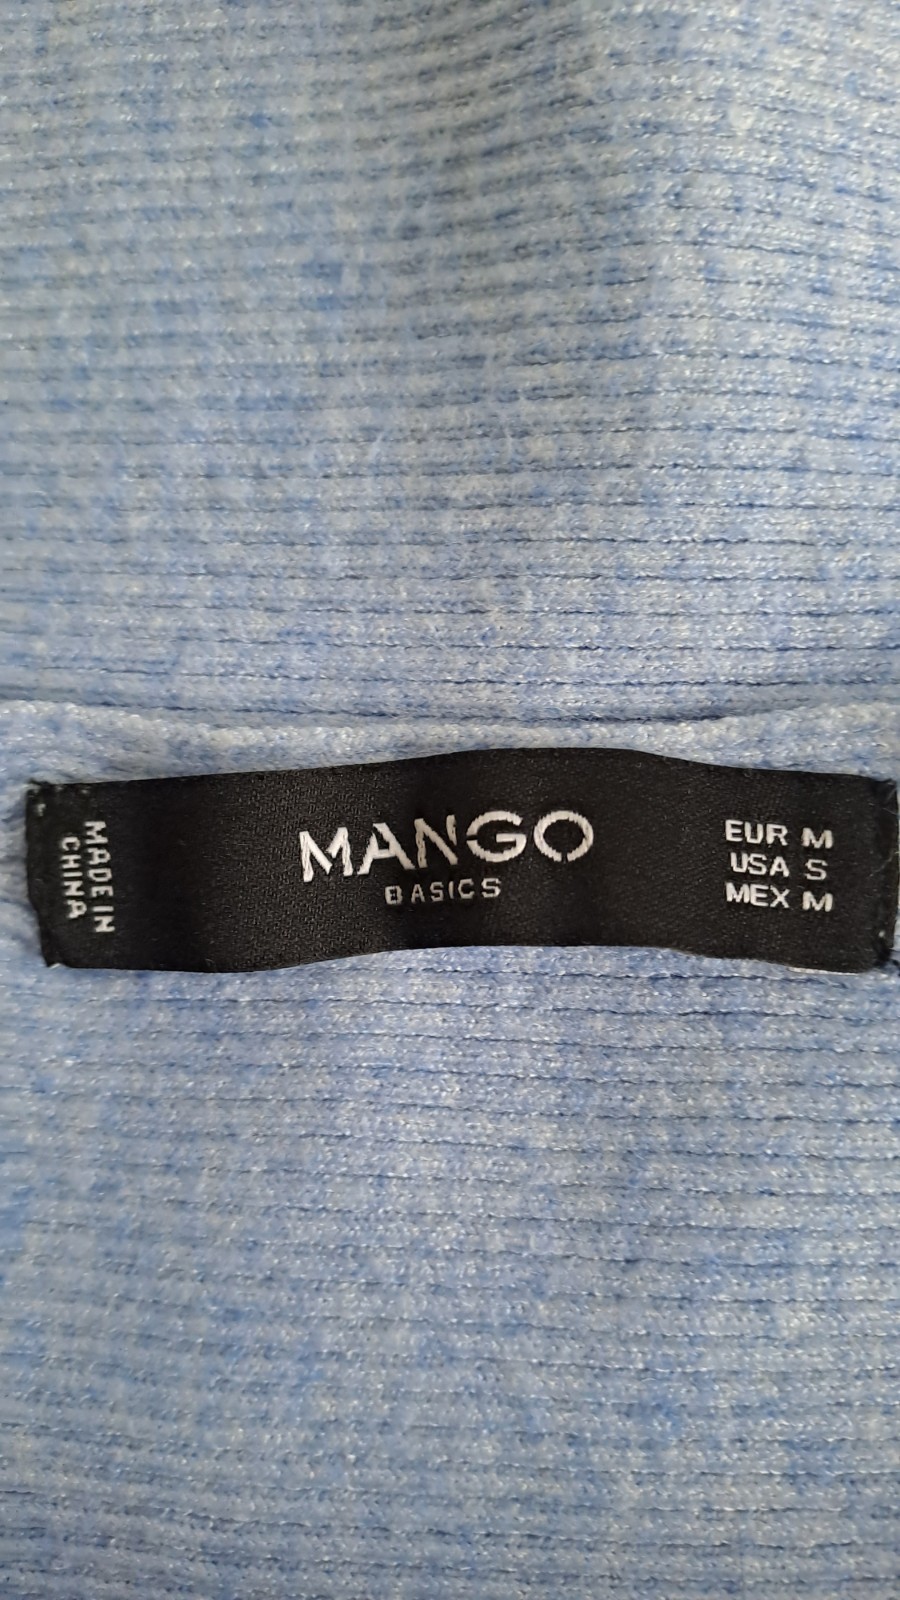 MADE IN
CHINA
MANGO
BASICS
EUR M
USA S
MEX M